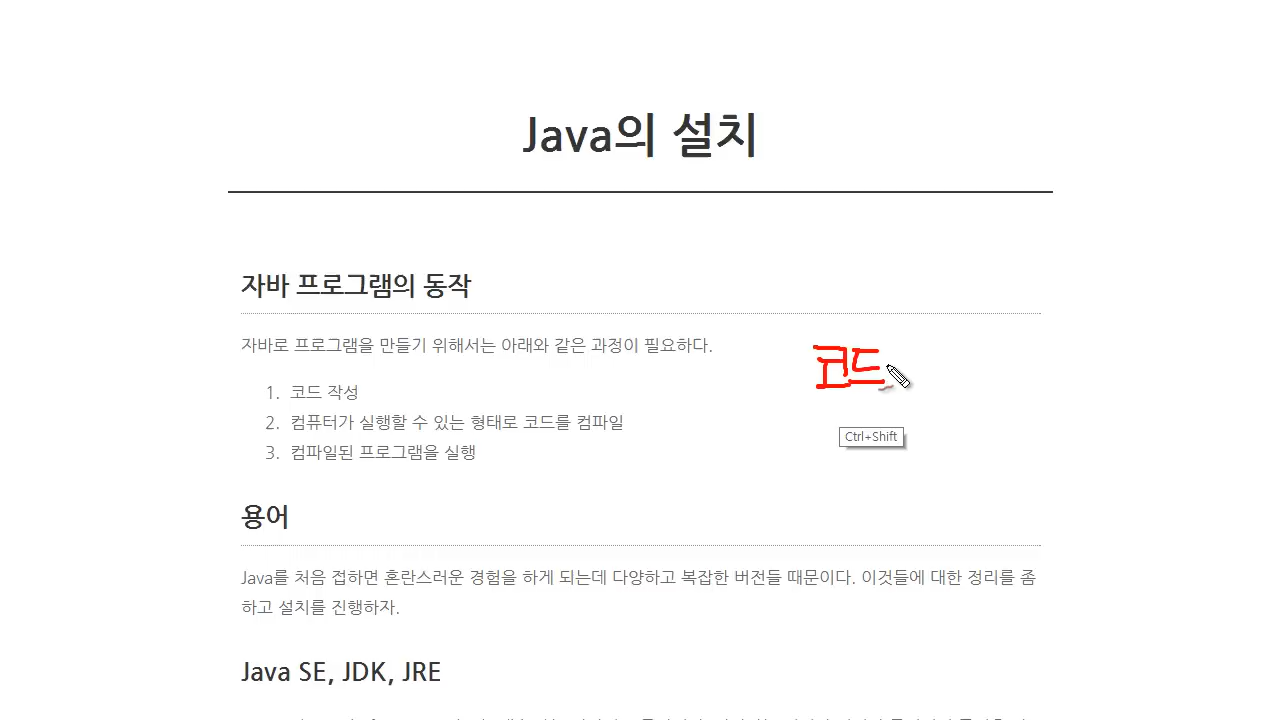 Java의 설치
자바 프로그램의 동작
자바로 프로그램을 만들기 위해서는 아래와 같은 과정이 필요하다.
코드
1. 코드 작성
2. 컴퓨터가 실행할 수 있는 형태로 코드를 컴파일
Ctrl+Shift
3. 컴파일된 프로그램을 실행
용어
Java를 처음 접하면 혼란스러운 경험을 하게 되는데 다양하고 복잡한 버전들 때문이다. 이것들에 대한 정리를 좀
하고 설치를 진행하자.
Java SE, JDK, JRE